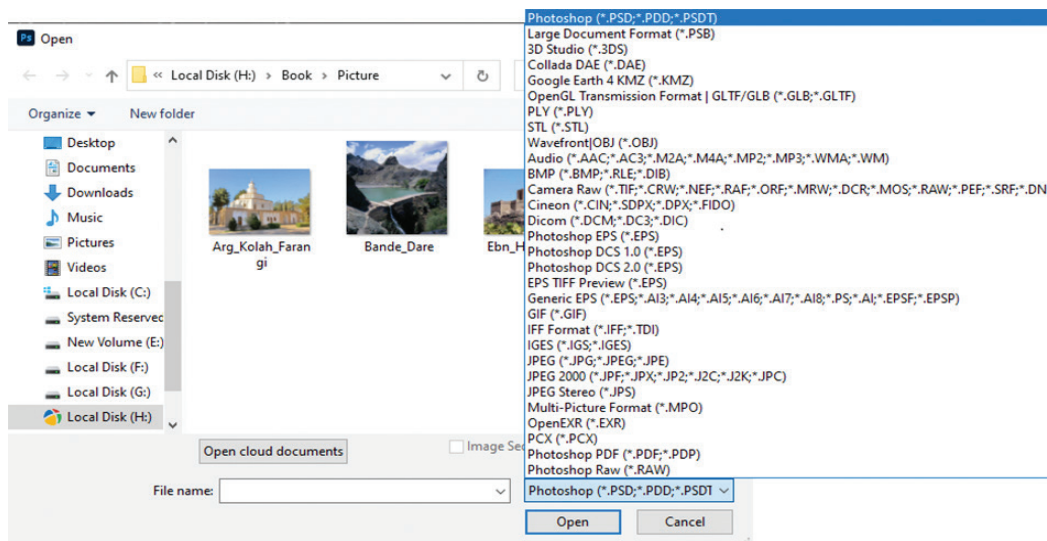 Ps Open
« Local Disk (H:) > Book > Picture
Organize
New folder
Desktop
Documents
Downloads
Music
Pictures
Videos
Local Disk (C:)
System Reserved
New Volume (E:)
Local Disk (F:)
Local Disk (G:)
Local Disk (H:)
Arg_Kolah_Faran
gi
Bande_Dare
Ebn_H
Open cloud documents
Image Se
File name:
Photoshop (*.PSD;*.PDD;*.PSDT)
Large Document Format (*.PSB)
3D Studio (*.3DS)
Collada DAE (*.DAE)
Google Earth 4 KMZ (*.KMZ)
OpenGL Transmission Format | GLTF/GLB (*.GLB;*.GLTF)
PLY (*.PLY)
STL (*.STL)
Wavefront|OBJ (*.OBJ)
Audio (*.AAC;*.AC3;*.M2A;*.M4A;*.MP2;*.MP3;*.WMA;*.WM)
BMP (*.BMP;*.RLE;*.DIB)
Camera Raw (*.TIF;*.CRW;*.NEF;*.RAF;*.ORF;*.MRW;*.DCR;*.MOS;*.RAW;*.PEF;*.SRF;*.DN
Cineon (*.CIN;*.SDPX;*.DPX;*.FIDO)
Dicom (*.DCM;*.DC3;*.DIC)
Photoshop EPS (*.EPS)
Photoshop DCS 1.0 (*.EPS)
Photoshop DCS 2.0 (*.EPS)
EPS TIFF Preview (*.EPS)
Generic EPS (*.EPS;*.AI3;*.AI4;*.AI5;*.AI6;*.AI7;*.AI8;*.PS;*.AI;*.EPSF;*.EPSP)
GIF (*.GIF)
IFF Format (*.IFF;*.TDI)
IGES (*.IGS;*.IGES)
JPEG (*.JPG;*.JPEG;*.JPE)
JPEG 2000 (*.JPF;*.JPX;*.JP2;*.J2C;*.J2K;*.JPC)
JPEG Stereo (*.JPS)
Multi-Picture Format (*.MPO)
OpenEXR (*.EXR)
PCX (*.PCX)
Photoshop PDF (*.PDF;*.PDP)
Photoshop Raw (*.RAW)
Photoshop (*.PSD;*.PDD;*.PSDT
Open
Cancel